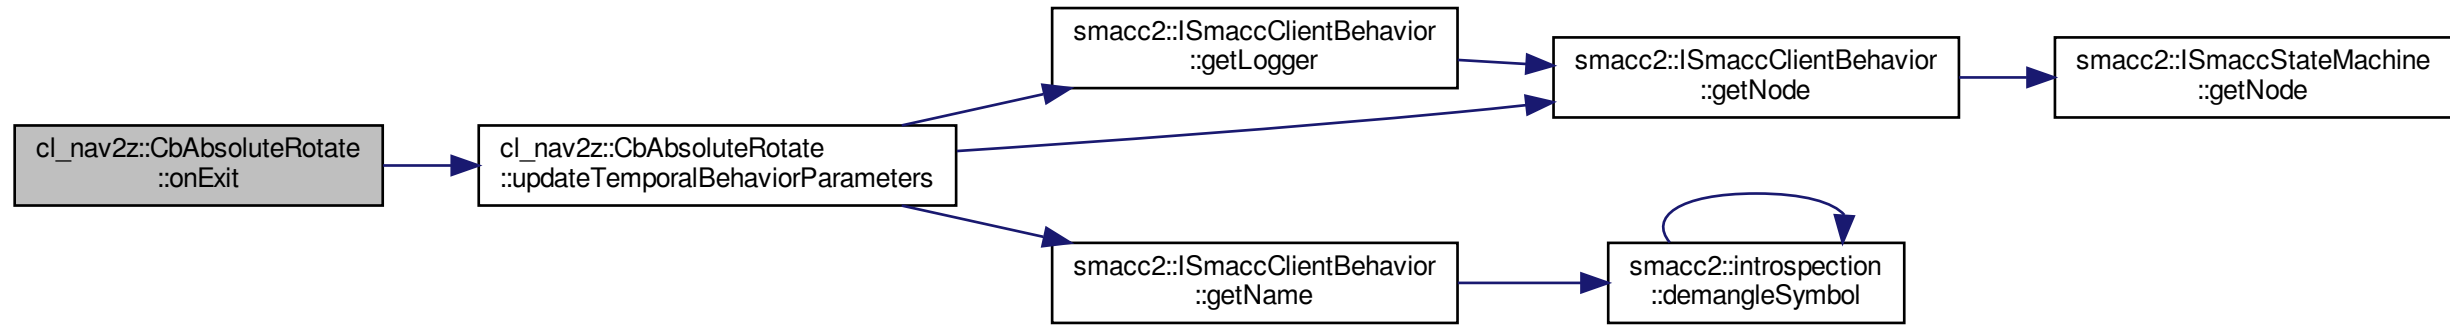 cl_nav2z::CbAbsoluteRotate
::onExit
cl_nav2z::CbAbsoluteRotate
::updateTemporalBehaviorParameters
smacc2::ISmaccClientBehavior
::getLogger
smacc2::ISmaccClientBehavior
::getNode
smacc2::ISmaccStateMachine
::getNode
smacc2::ISmaccClientBehavior
::getName
smacc2::introspection
::demangleSymbol